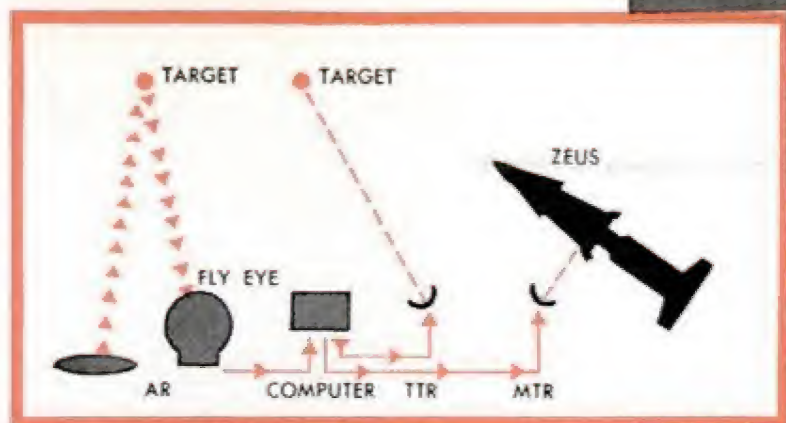 TARGET TARGET
ZEUS
FLY EYE
AR COMPUTER TTR MTR